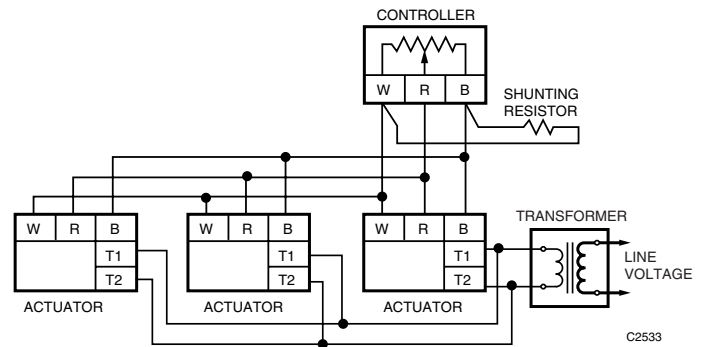 CONTROLLER
W R B
SHUNTING
RESISTOR
W R B
T1
T2
ACTUATOR
W R B
T1
T2
ACTUATOR
W R B
T1
T2
ACTUATOR
TRANSFORMER
LINE
VOLTAGE
C2533